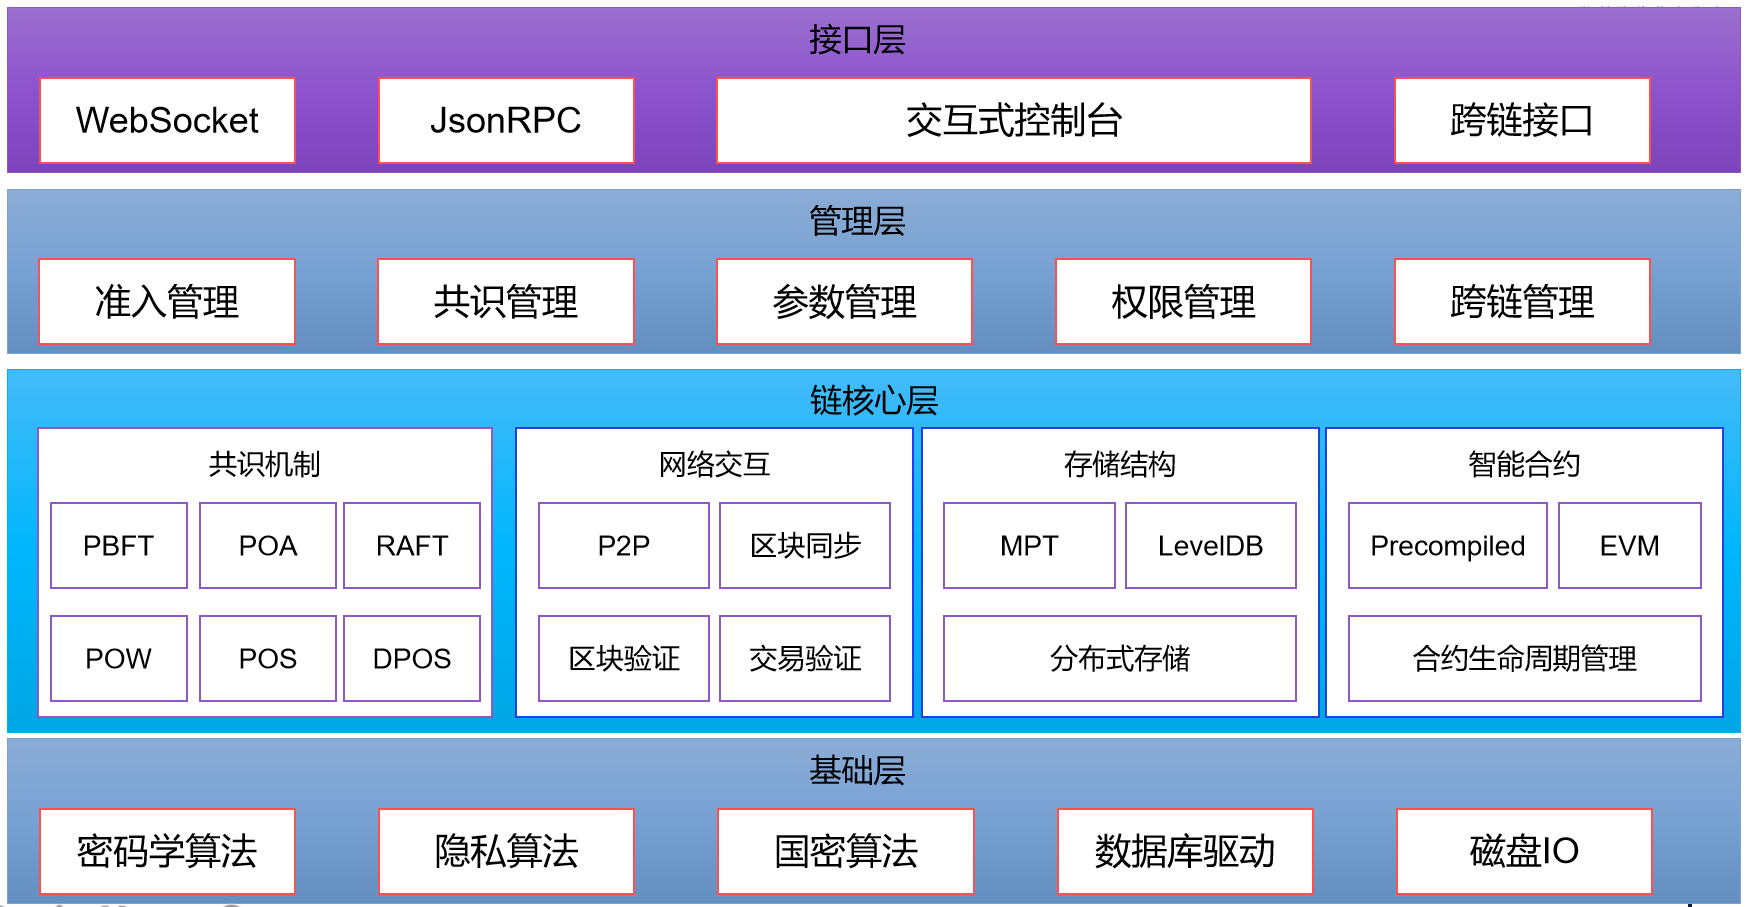 接口层
WebSocket
JsonRPC
交互式控制台
跨链接口
管理层
准入管理
共识管理
参数管理
权限管理
跨链管理
链核心层
共识机制
PBFT
POA
RAFT
POW
POS
DPOS
网络交互
P2P
区块同步
区块验证
交易验证
存储结构
MPT
LevelDB
分布式存储
智能合约
Precompiled
EVM
合约生命周期管理
基础层
密码学算法
隐私算法
国密算法
数据库驱动
磁盘IO